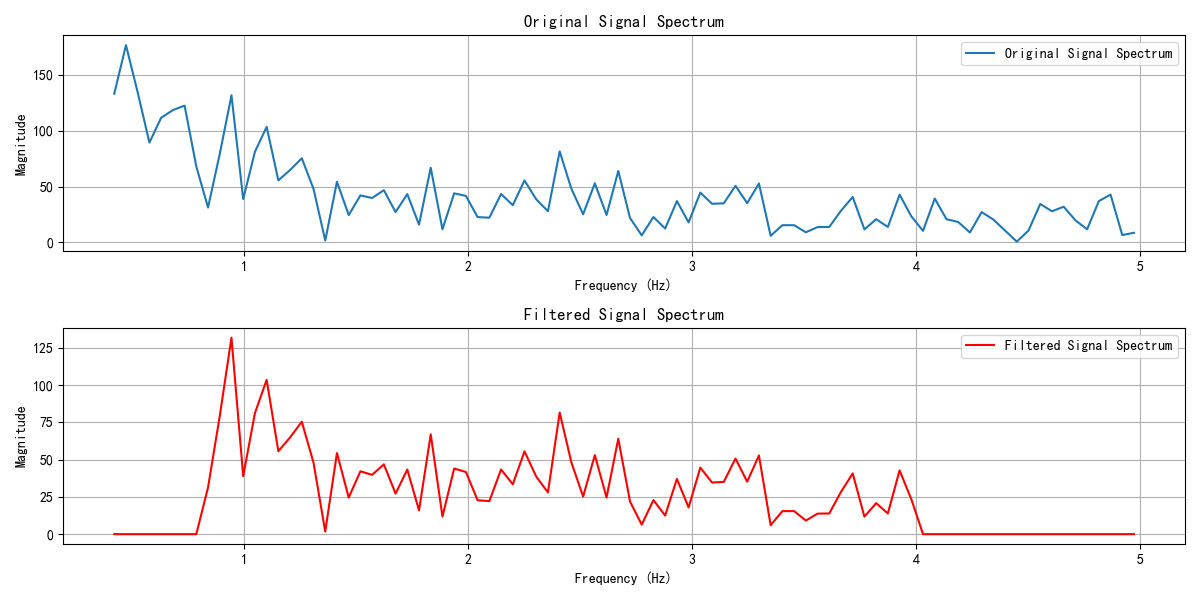 Original Signal Spectrum
Original Signal Spectrum
Magnitude
150
100
50
0
1 2 3 4 5
Frequency (Hz)
Filtered Signal Spectrum
Filtered Signal Spectrum
Magnitude
125
100
75
50
25
0
1 2 3 4 5
Frequency (Hz)